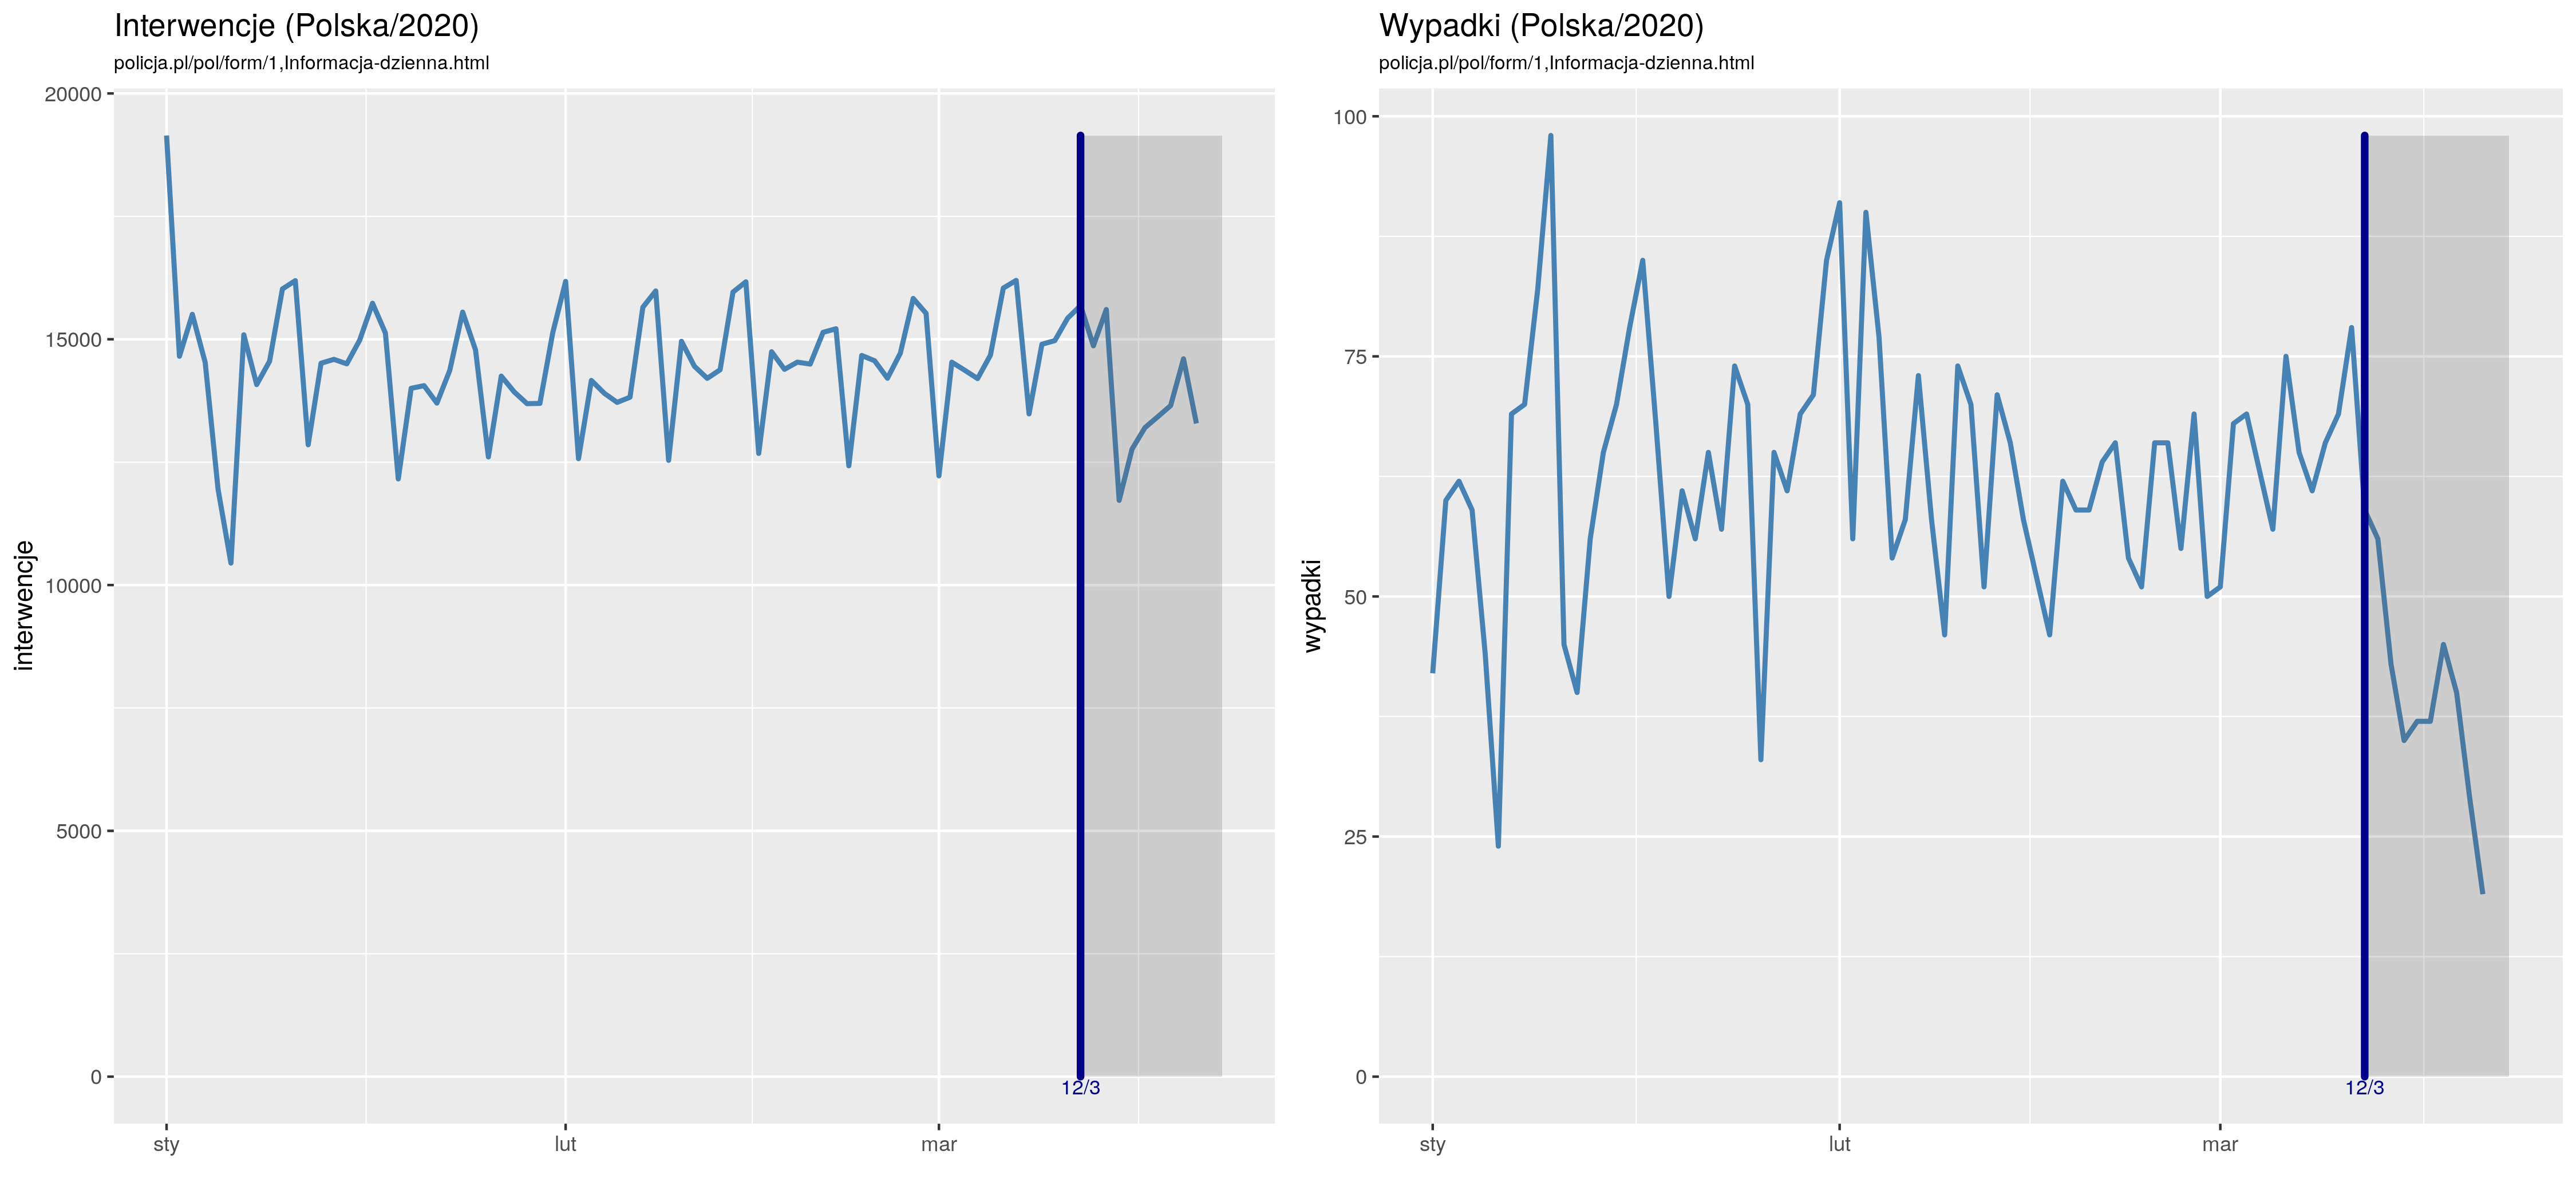 Interwencje (Polska/2020)
policja.pl/pol/form/1,Informacja-dzienna.html
interwencje
20000
15000
10000
5000
0
12/3
sty
lut
mar
Wypadki (Polska/2020)
policja.pl/pol/form/1,Informacja-dzienna.html
wypadki
100
75
50
25
0
12/3
sty
lut
mar